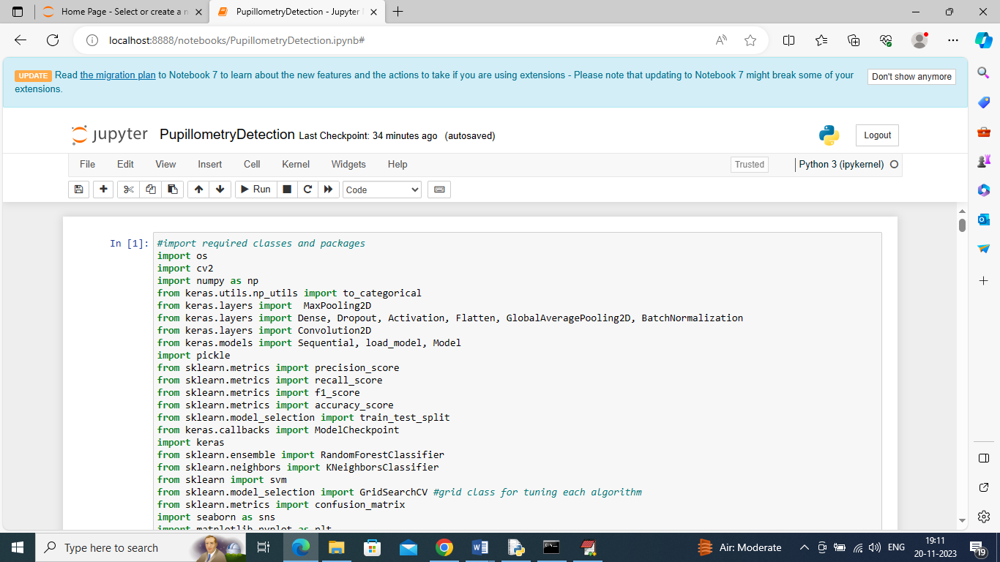 Home Page - Select or create a n
PupillometryDetection - Jupyter
localhost:8888/notebooks/PupillometryDetection.ipynb#
UPDATE Read the migration plan to Notebook 7 to learn about the new features and the actions to take if you are using extensions - Please note that updating to Notebook 7 might break some of your
extensions.
Don't show anymore
jupyter PupillometryDetection Last Checkpoint: 34 minutes ago (autosaved)
Logout
File Edit View Insert Cell Kernel Widgets Help
Trusted
Python 3 (ipykernel)
Run
Code
In [1]: #import required classes and packages
import os
import cv2
import numpy as np
from keras.utils.np_utils import to_categorical
from keras.layers import  MaxPooling2D
from keras.layers import Dense, Dropout, Activation, Flatten, GlobalAveragePooling2D, BatchNormalization
from keras.layers import Convolution2D
from keras.models import Sequential, load_model, Model
import pickle
from sklearn.metrics import precision_score
from sklearn.metrics import recall_score
from sklearn.metrics import f1_score
from sklearn.metrics import accuracy_score
from sklearn.model_selection import train_test_split
from keras.callbacks import ModelCheckpoint
import keras
from sklearn.ensemble import RandomForestClassifier
from sklearn.neighbors import KNeighborsClassifier
from sklearn import svm
from sklearn.model_selection import GridSearchCV #grid class for tuning each algorithm
from sklearn.metrics import confusion_matrix
import seaborn as sns
import matplotlib.pyplot as plt
Type here to search
Air: Moderate
ENG
19:11
20-11-2023
19